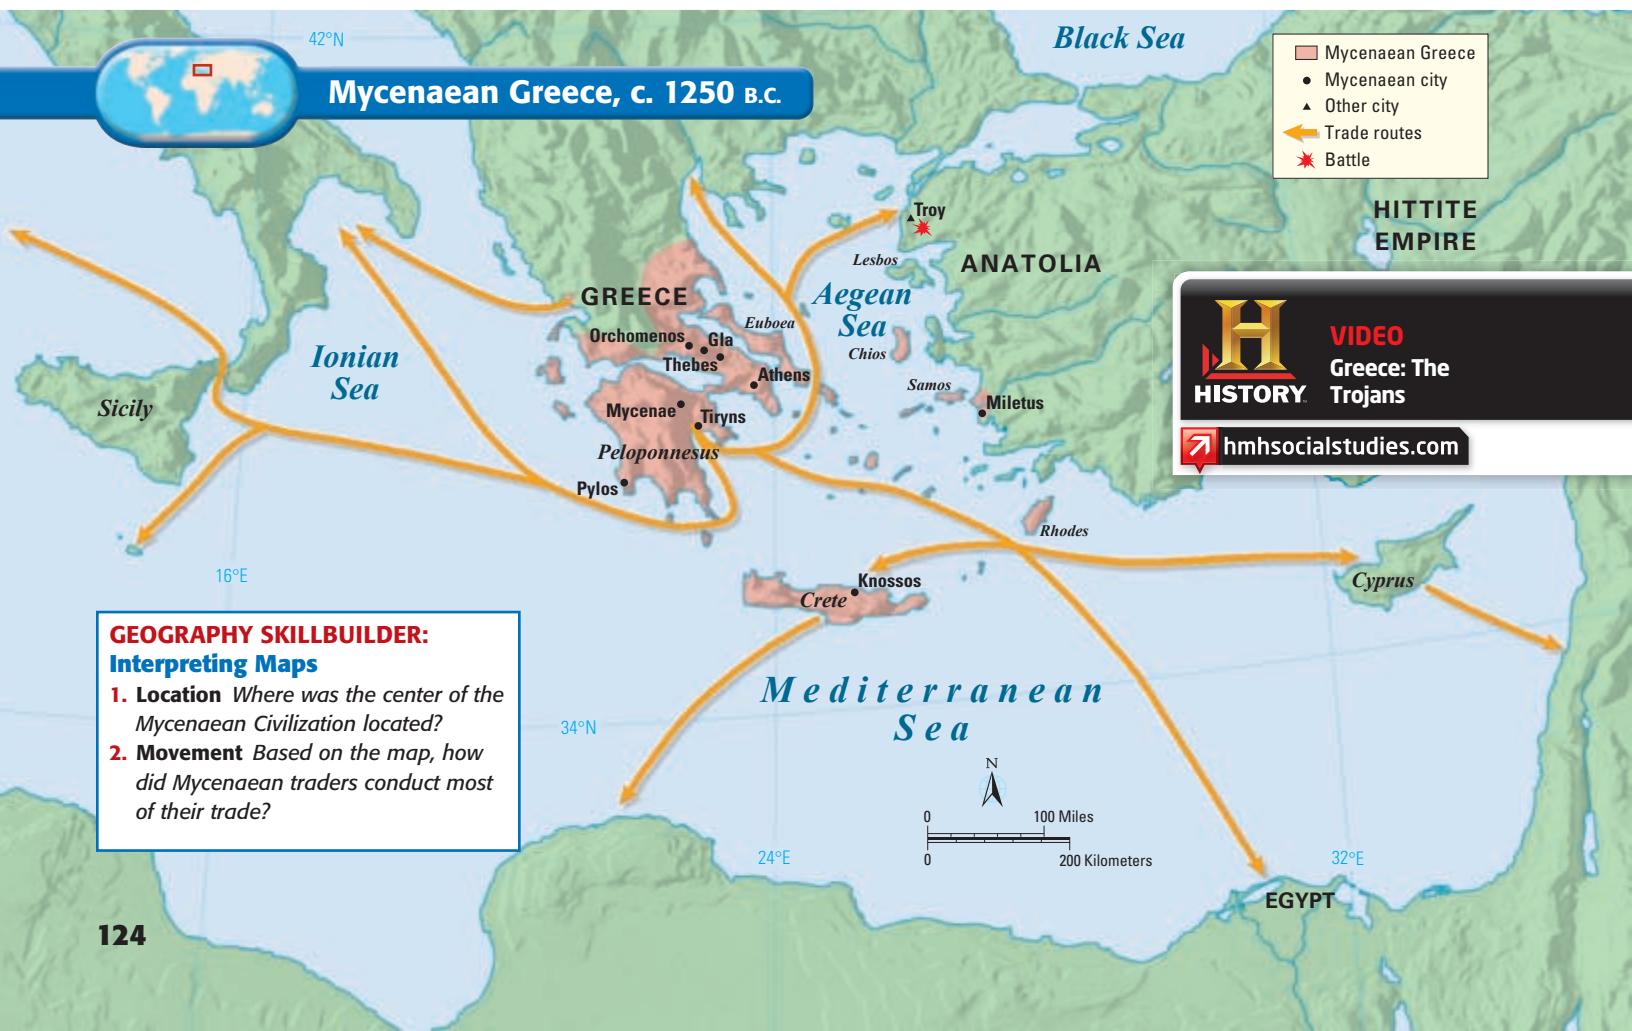 42°N
Black Sea
Mycenaean Greece, c. 1250 B.C.
Mycenaean Greece
Mycenaean city
Other city
Trade routes
Battle
HITTITE
EMPIRE
Troy
Lesbos
ANATOLIA
GREECE
Aegean
Sea
Euboea
Orchomenos
Gla
Thebes
Chios
Athens
Ionian
Sea
Samos
Miletus
Sicily
Mycenae
Tiryns
Peloponnesus
Pylos
Rhodes
Knossos
Crete
Cyprus
16°E
HISTORY
VIDEO
Greece: The
Trojans
hmhsocialstudies.com
GEOGRAPHY SKILLBUILDER:
Interpreting Maps
1. Location Where was the center of the
Mycenaean Civilization located?
2. Movement Based on the map, how
did Mycenaean traders conduct most
of their trade?
34°N
Mediterranean
Sea
N
0 100 Miles
0 200 Kilometers
24°E
32°E
EGYPT
124